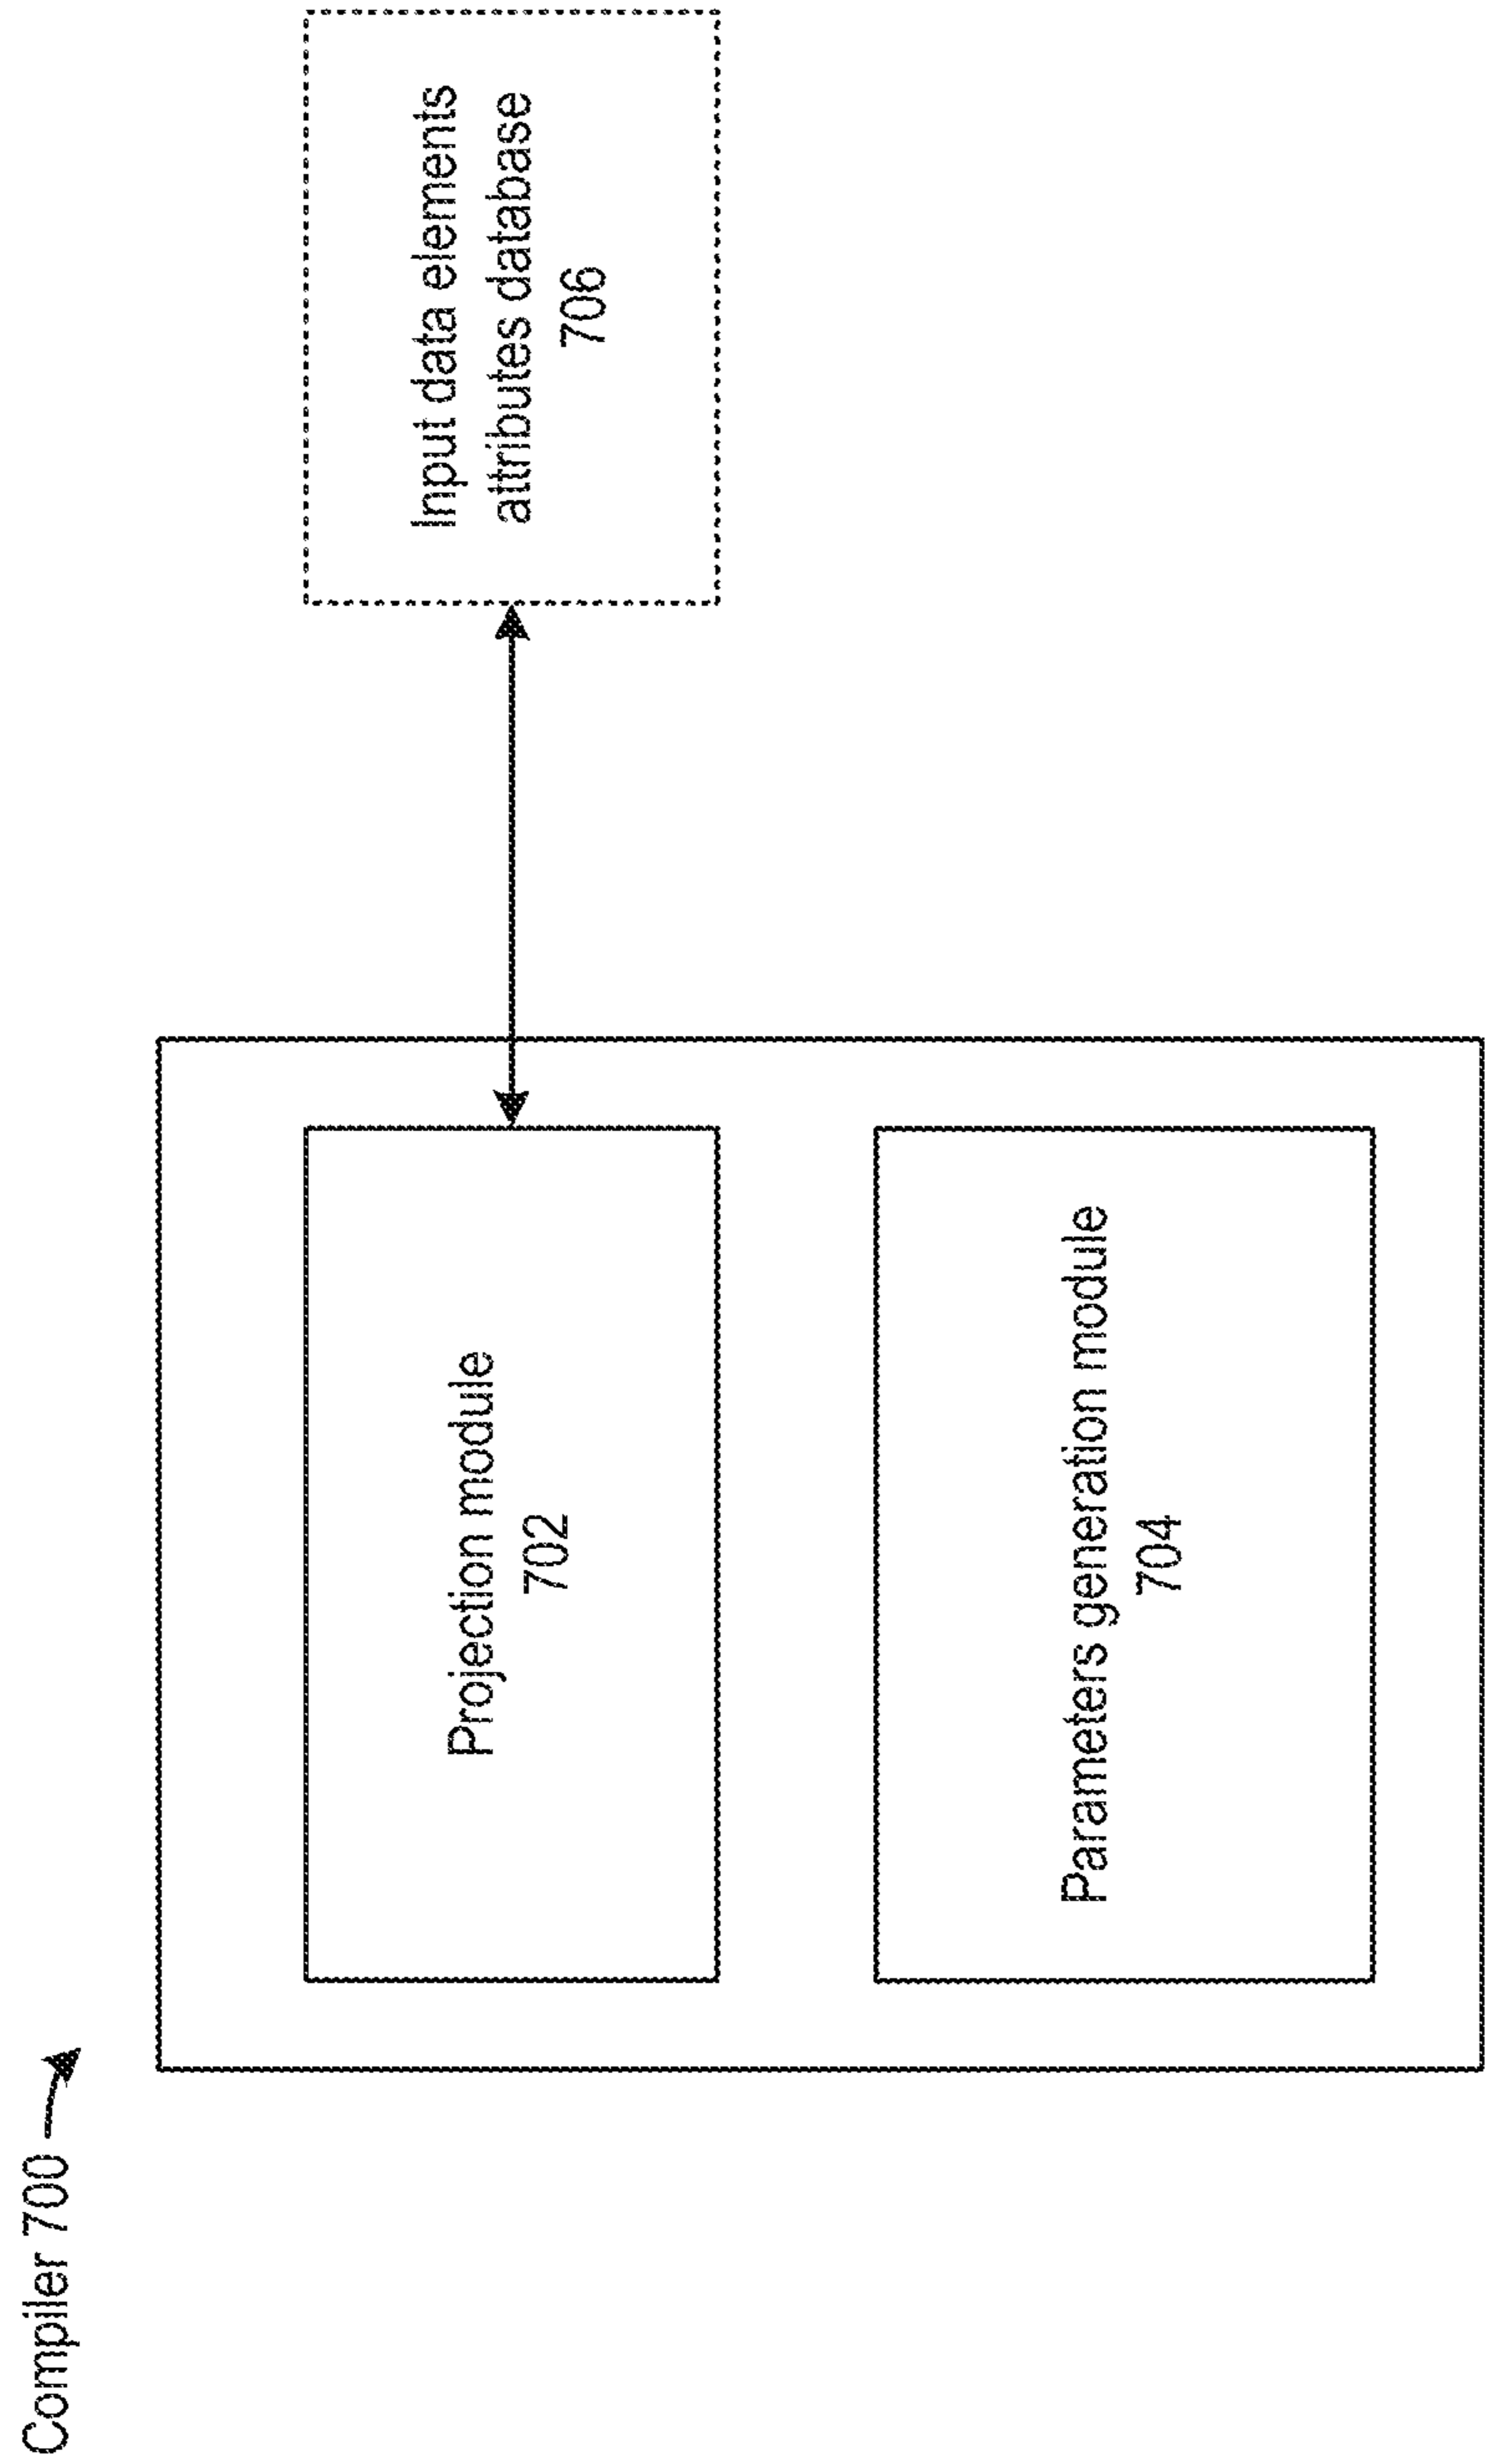 Compiler 700
Projection module
702
Parameters generation module
704
Input data elements
attributes database
706